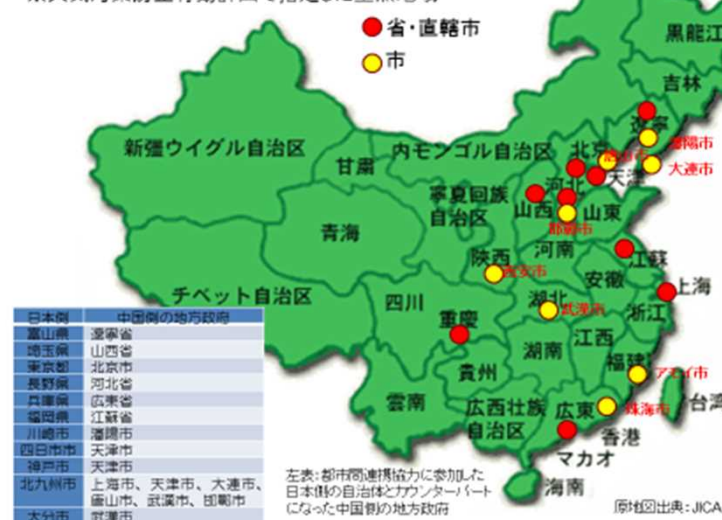 省・直轄市
市
黒龍江
吉林
遼寧
瀋陽市
新疆ウイグル自治区
甘肅
内モンゴル自治区
北京
唐山市
大連市
天津
寧夏回族
自治区
河北
山西
山東
邯鄲市
青海
陝西
西安市
河南
江蘇
安徽
上海
チベット自治区
四川
重慶
湖北
武漢市
浙江
湖南
江西
貴州
福建
アモイ市
雲南
広西壮族
自治区
広東
珠海市
台湾
香港
マカオ
海南
日本側 中国側の地方政府
富山県 遼寧省
埼玉県 山西省
東京都 北京市
長野県 河北省
兵庫県 広東省
福岡県 江蘇省
川崎市 瀋陽市
四日市市 天津市
神戸市 天津市
北九州市 上海市、天津市、大連市、
唐山市、武漢市、邯鄲市
大分市 武漢市
左表:都市間連携協力に参加した
日本側の自治体とカウンターパート
になった中国側の地方政府
原地図出典:JICA